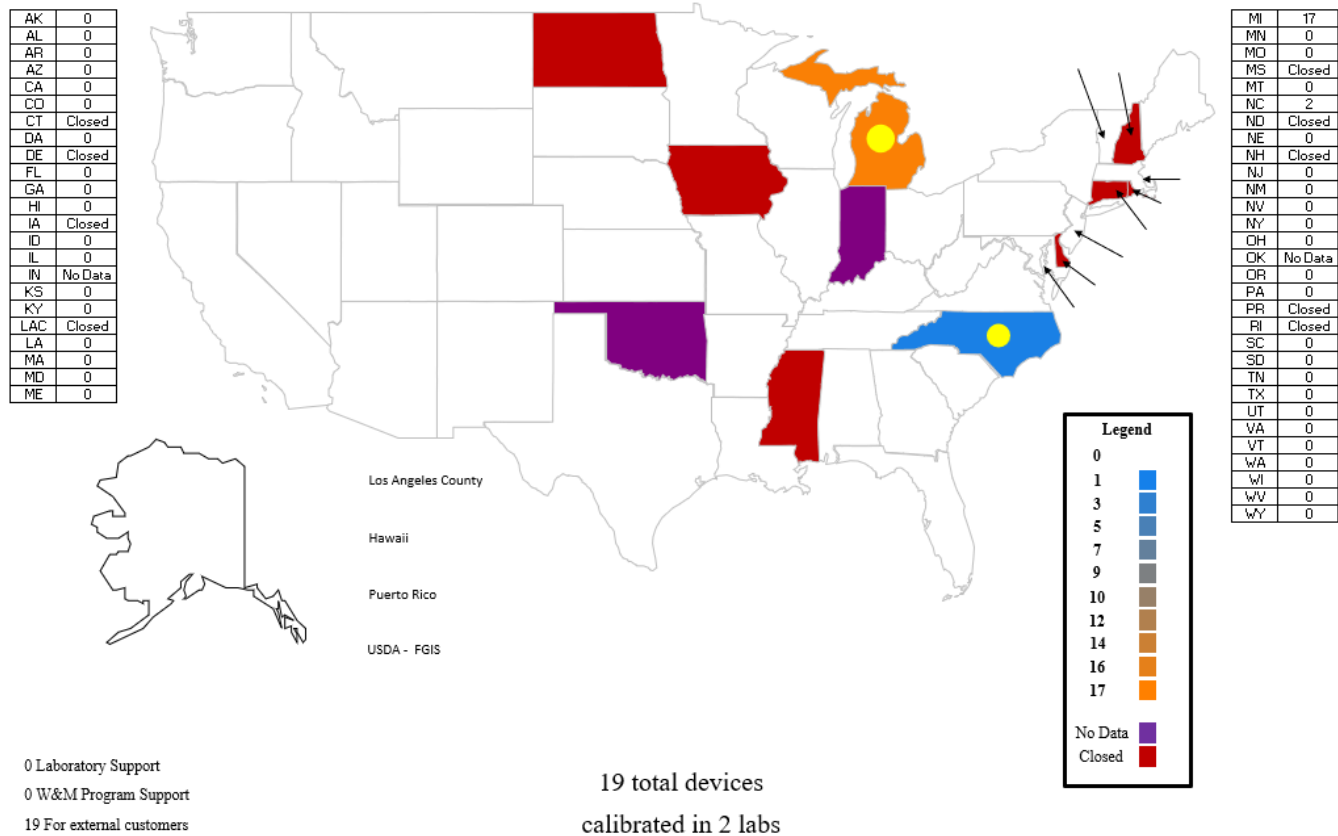 AK 0
AL 0
AR 0
AZ 0
CA 0
CO 0
CT Closed
DA 0
DE Closed
FL 0
GA 0
HI 0
IA Closed
ID 0
IL 0
IN No Data
KS 0
KY 0
LAC Closed
LA 0
MA 0
MD 0
ME 0
MI 17
MN 0
MO 0
MS Closed
MT 0
NC 2
ND Closed
NE 0
NH Closed
NJ 0
NM 0
NV 0
NY 0
OH 0
OK No Data
OR 0
PA 0
PR Closed
RI Closed
SC 0
SD 0
TN 0
TX 0
UT 0
VA 0
VT 0
WA 0
WI 0
WV 0
WY 0
Los Angeles County
Hawaii
Puerto Rico
USDA - FGIS
Legend
0
1
3
5
7
9
10
12
14
16
17
No Data
Closed
0 Laboratory Support
0 W&M Program Support
19 For external customers
19 total devices
calibrated in 2 labs